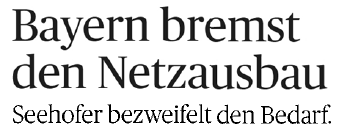 Bayern bremst
den Netzausbau
Seehofer bezweifelt den Bedarf.